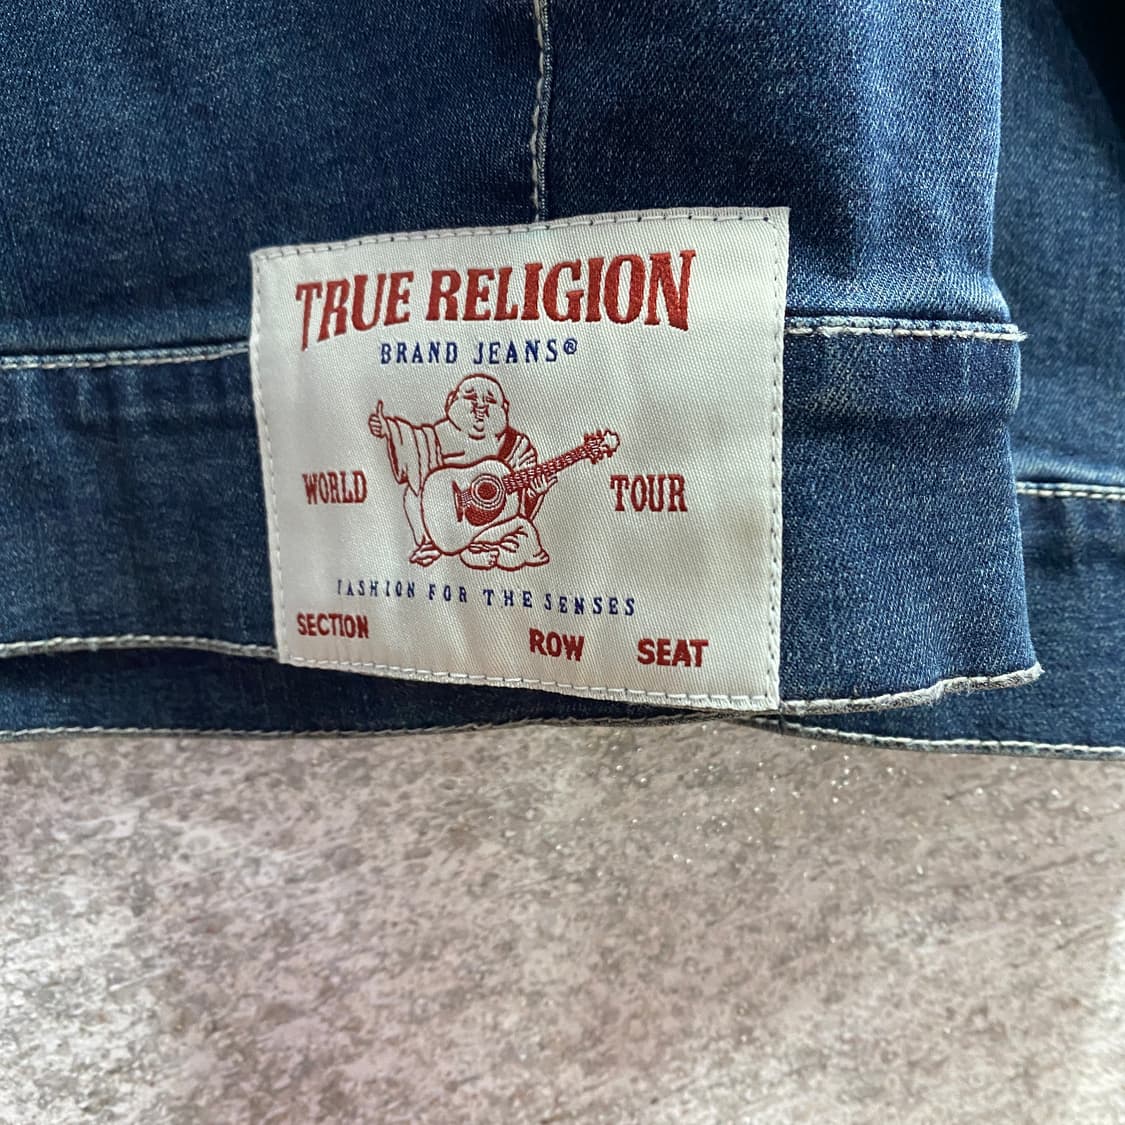 TRUE RELIGION
BRAND JEANS®
WORLD TOUR
FASHION FOR THE SENSES
SECTION ROW SEAT